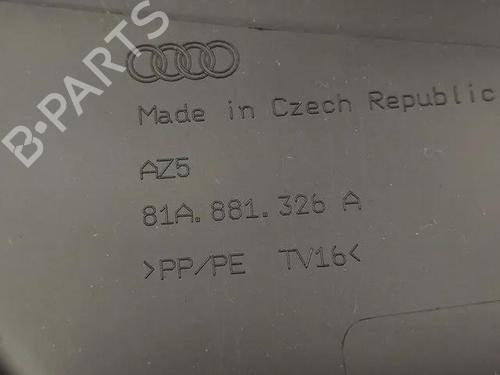 B-PARTS
Made in Czech Republic
AZ5
81A.881.326 A
>PP/PE TV16<